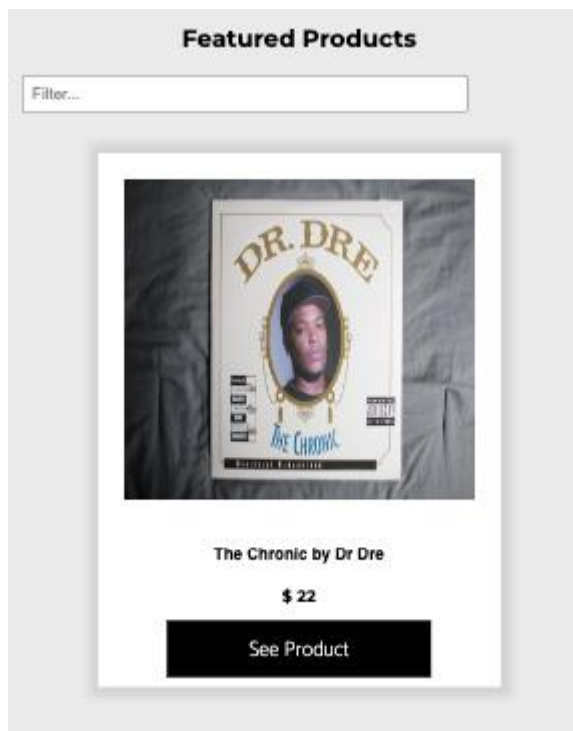 Featured Products
Filter...
DR. DRE
THE CHRONIC
The Chronic by Dr Dre
$ 22
See Product